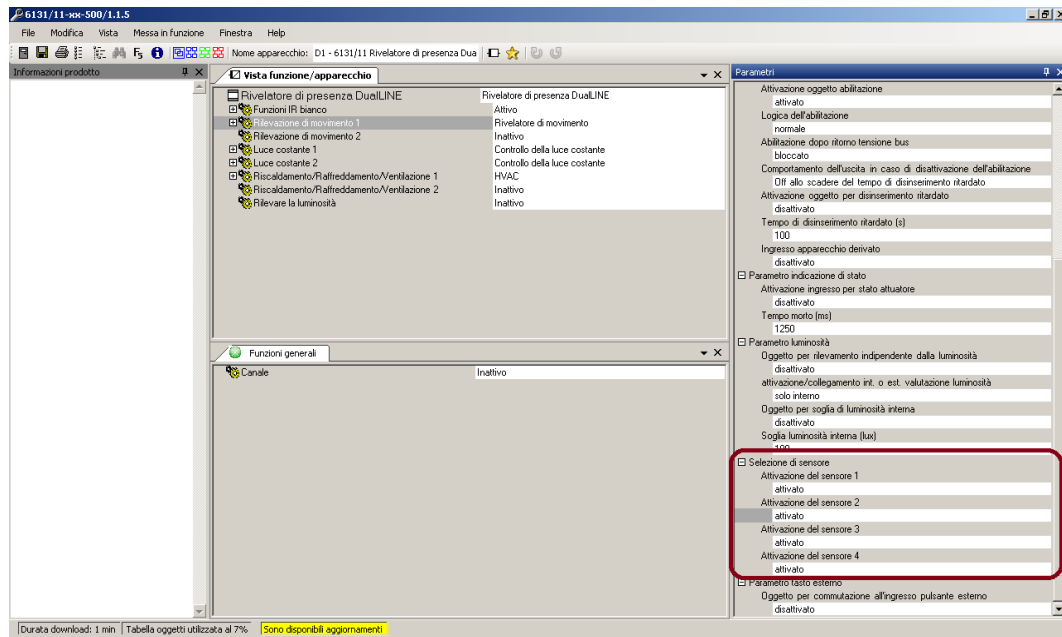 6131/11-xx-500/1.1.5
File Modifica Vista Messa in funzione Finestra Help
Nome apparecchio: D1 - 6131/11 Rivelatore di presenza Dua
Informazioni prodotto
Vista funzione/apparecchio
Rivelatore di presenza DualLINE Rivelatore di presenza DualLINE
Funzioni IR bianco Attivo
Rilevazione di movimento 1 Rivelatore di movimento
Rilevazione di movimento 2 Inattivo
Luce costante 1 Controllo della luce costante
Luce costante 2 Controllo della luce costante
Riscaldamento/Raffreddamento/Ventilazione 1 HVAC
Riscaldamento/Raffreddamento/Ventilazione 2 Inattivo
Rilevare la luminosità Inattivo
Funzioni generali
Canale Inattivo
Parametri
Attivazione oggetto abilitazione
attivato
Logica dell'abilitazione
normale
Abilitazione dopo ritorno tensione bus
bloccato
Comportamento dell'uscita in caso di disattivazione dell'abilitazione
Off allo scadere del tempo di disinserimento ritardato
Attivazione oggetto per disinserimento ritardato
disattivato
Tempo di disinserimento ritardato (s)
100
Ingresso apparecchio derivato
disattivato
Parametro indicazione di stato
Attivazione ingresso per stato attuatore
disattivato
Tempo morto (ms)
1250
Parametro luminosità
Oggetto per rilevamento indipendente dalla luminosità
disattivato
attivazione/collegamento int. o est. valutazione luminosità
solo interno
Oggetto per soglia di luminosità interna
disattivato
Soglia luminosità interna (lux)
100
Selezione di sensore
Attivazione del sensore 1
attivato
Attivazione del sensore 2
attivato
Attivazione del sensore 3
attivato
Attivazione del sensore 4
attivato
Parametro tasto esterno
Oggetto per commutazione all'ingresso pulsante esterno
disattivato
Durata download: 1 min Tabella oggetti utilizzata al 7% Sono disponibili aggiornamenti